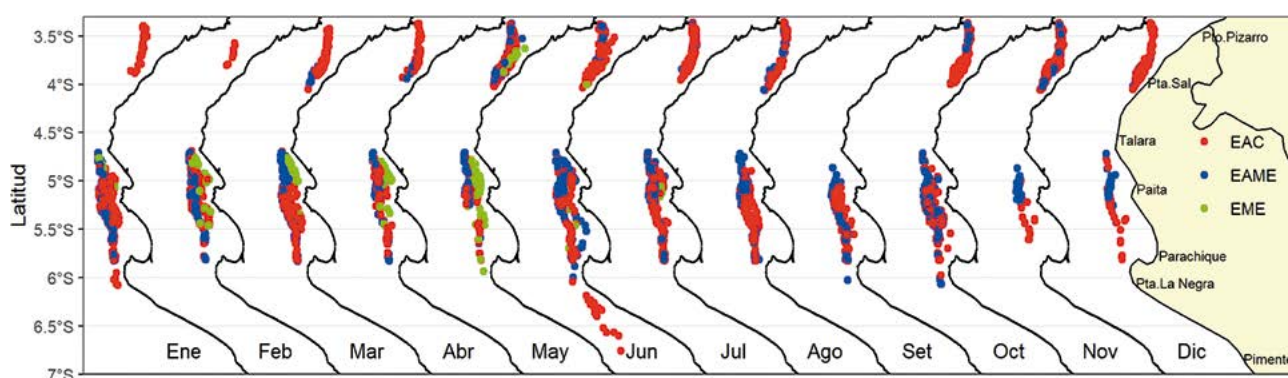 Latitud
3.5°S
4°S
4.5°S
5°S
5.5°S
6°S
6.5°S
7°S
Ene Feb Mar Abr May Jun Jul Ago Set Oct Nov Dic
Pto.Pizarro
Pta.Sal
Talara
Paita
Parachique
Pta.La Negra
Pimente
EAC
EAME
EME